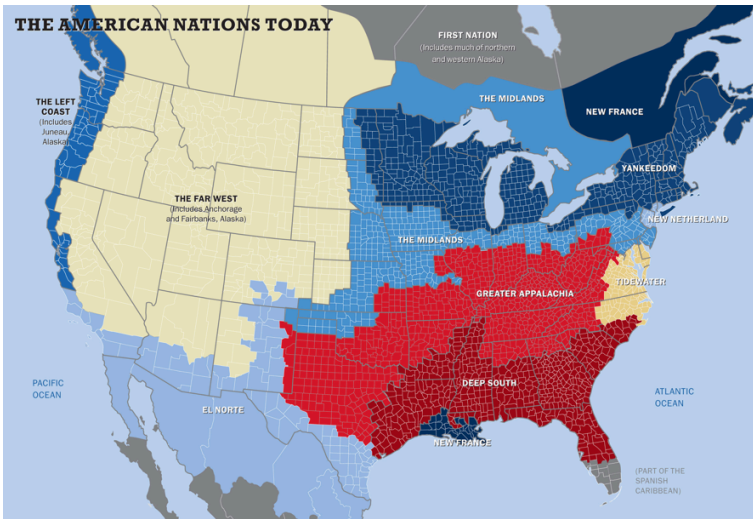 THE AMERICAN NATIONS TODAY
FIRST NATION
(Includes much of northern
and western Alaska)
THE MIDLANDS
NEW FRANCE
THE LEFT
COAST
(Includes
Juneau,
Alaska)
YANKEEDOM
THE FAR WEST
(Includes Anchorage
and Fairbanks, Alaska)
NEW NETHERLAND
THE MIDLANDS
TIDEWATER
GREATER APPALACHIA
PACIFIC
OCEAN
DEEP SOUTH
ATLANTIC
OCEAN
EL NORTE
NEW FRANCE
(PART OF THE
SPANISH
CARIBBEAN)